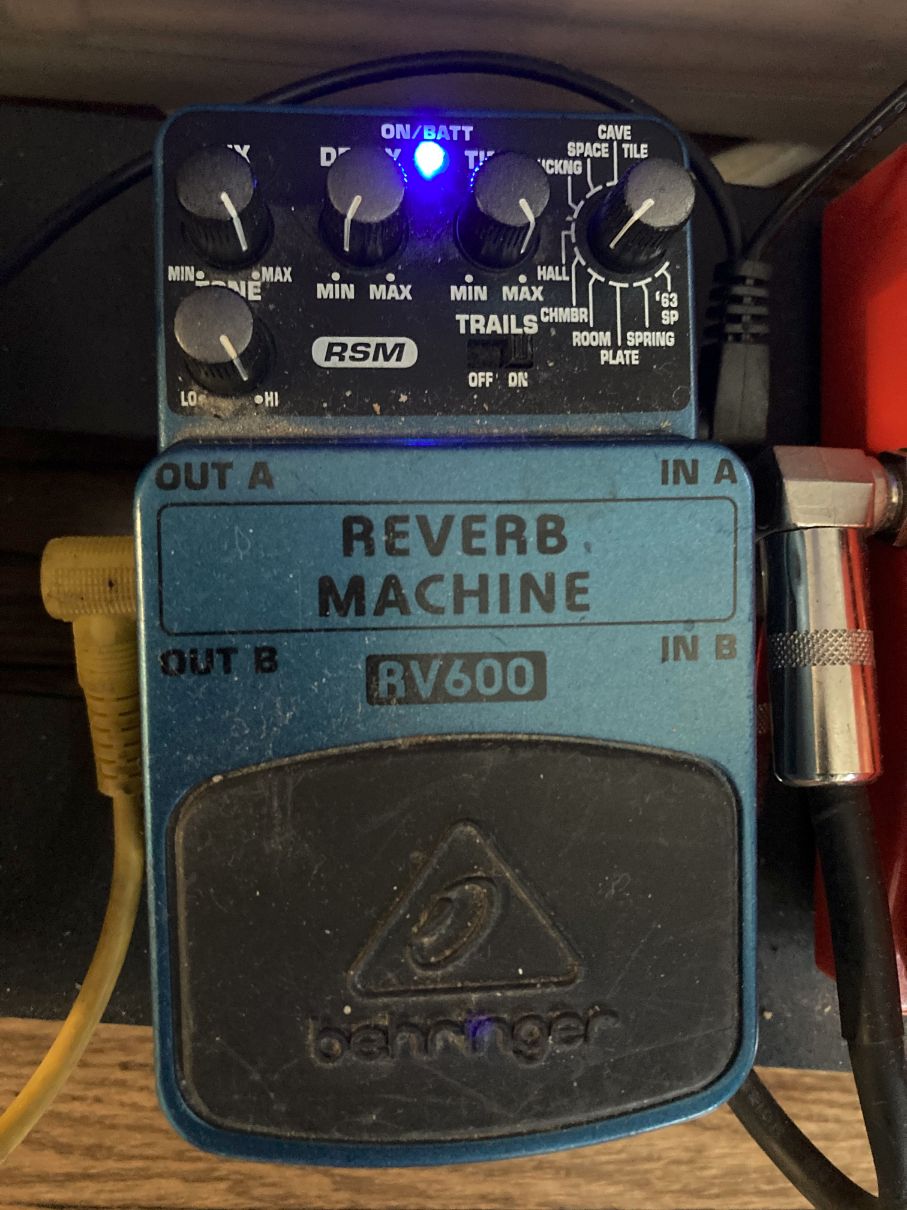 ON/BATT
CAVE
SPACE TILE
MIN MAX
TONE
MIN MAX
MIN MAX
HALL
CHMBR
'63
SP
ROOM SPRING
PLATE
TRAILS
OFF ON
RSM
LO HI
OUT A IN A
REVERB
MACHINE
OUT B IN B
RV600
behringer